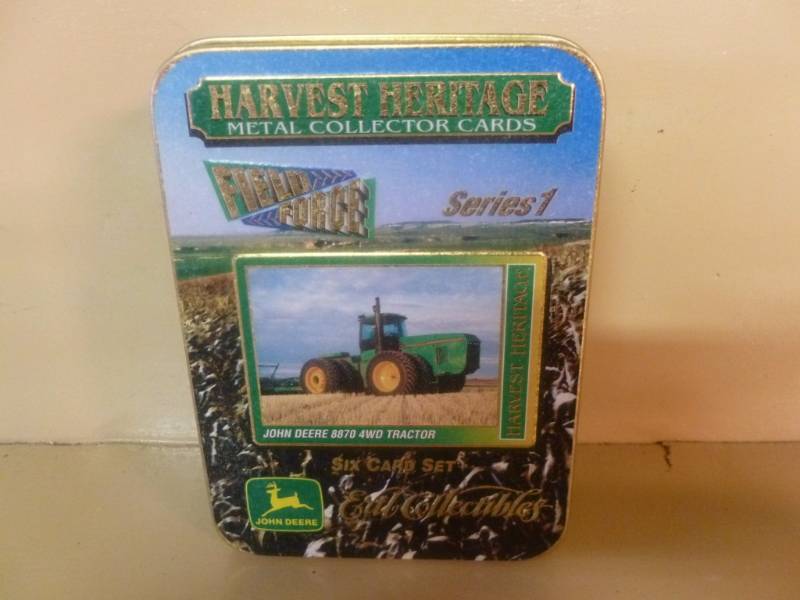 HARVEST HERITAGE
METAL COLLECTOR CARDS
FIELD
FORCE
Series 1
HARVEST HERITAGE
JOHN DEERE 8870 4WD TRACTOR
SIX CARD SET
JOHN DEERE
Ertl Collectibles